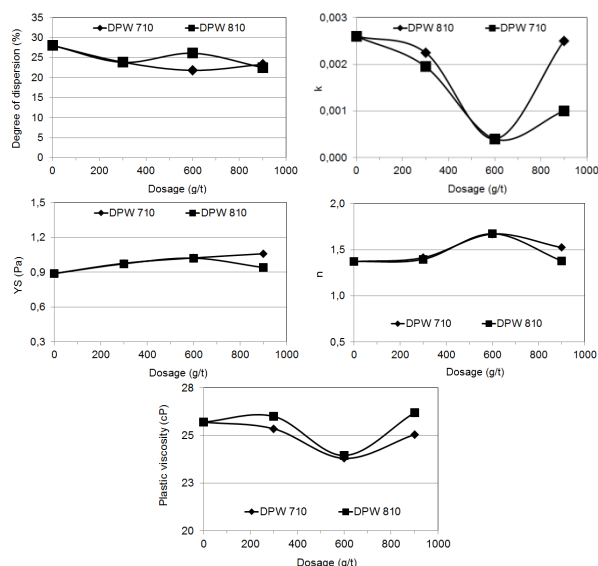 DPW 710 DPW 810
35
30
25
20
15
10
5
0
Degree of dispersion (%)
0 200 400 600 800 1000
Dosage (g/t)
DPW 810 DPW 710
0,003
0,002
0,001
0,000
k
0 200 400 600 800 1000
Dosage (g/t)
DPW 710 DPW 810
1,5
1,2
0,9
0,6
0,3
YS (Pa)
0 200 400 600 800 1000
Dosage (g/t)
2,0
1,5
1,0
0,5
n
DPW 710 DPW 810
0 200 400 600 800 1000
Dosage (g/t)
28
25
23
20
Plastic viscosity (cP)
DPW 710 DPW 810
0 200 400 600 800 1000
Dosage (g/t)